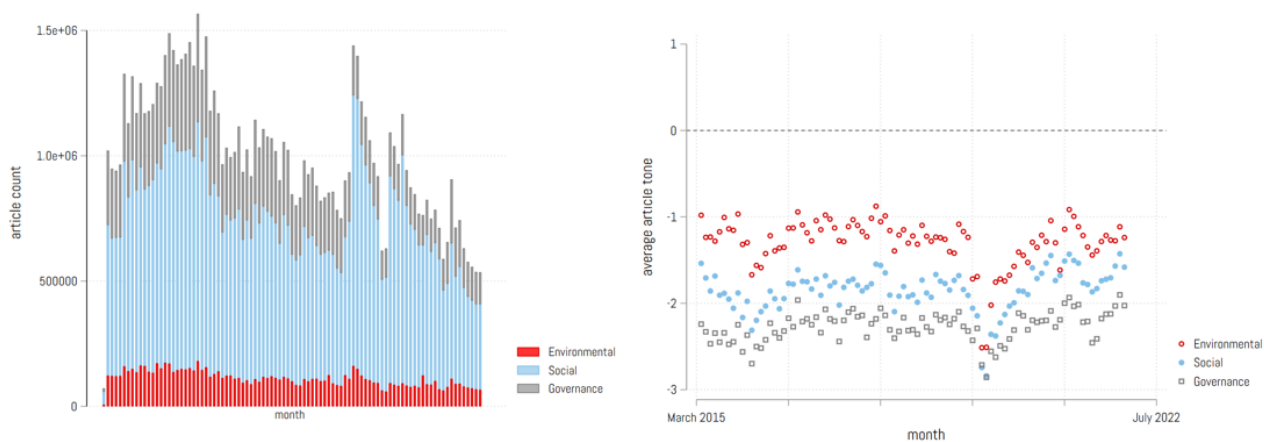 1.5e+06
1.0e+06
500000
0
article count
month
Environmental
Social
Governance
1
0
-1
-2
-3
average article tone
March 2015
July 2022
month
Environmental
Social
Governance